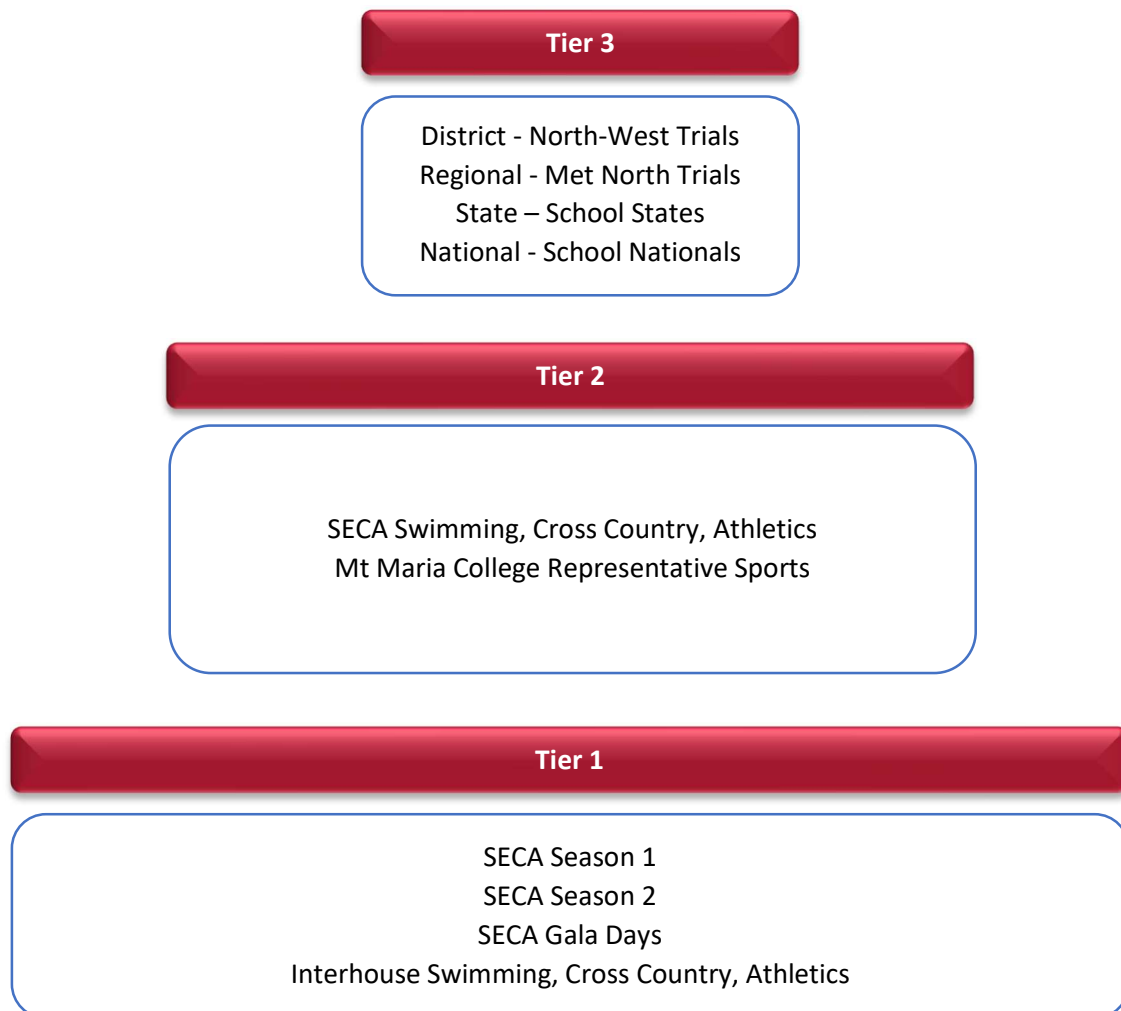 Tier 3
District - North-West Trials
Regional - Met North Trials
State – School States
National - School Nationals
Tier 2
SECA Swimming, Cross Country, Athletics
Mt Maria College Representative Sports
Tier 1
SECA Season 1
SECA Season 2
SECA Gala Days
Interhouse Swimming, Cross Country, Athletics